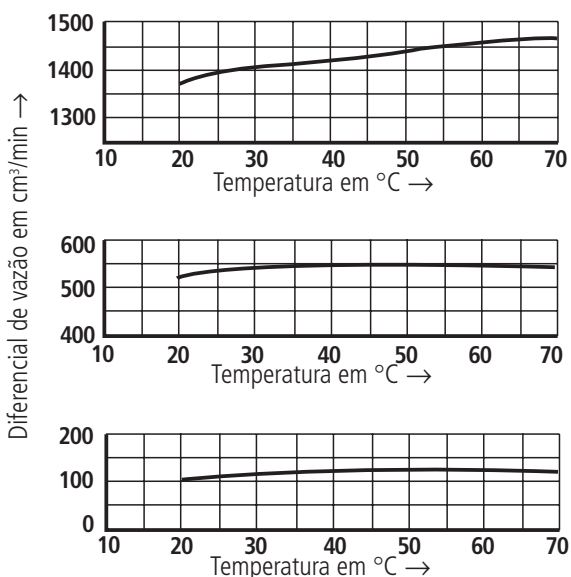 Diferencial de vazão em cm³/min →
1500
1400
1300
10 20 30 40 50 60 70
Temperatura em °C →
600
500
400
10 20 30 40 50 60 70
Temperatura em °C →
200
100
0
10 20 30 40 50 60 70
Temperatura em °C →